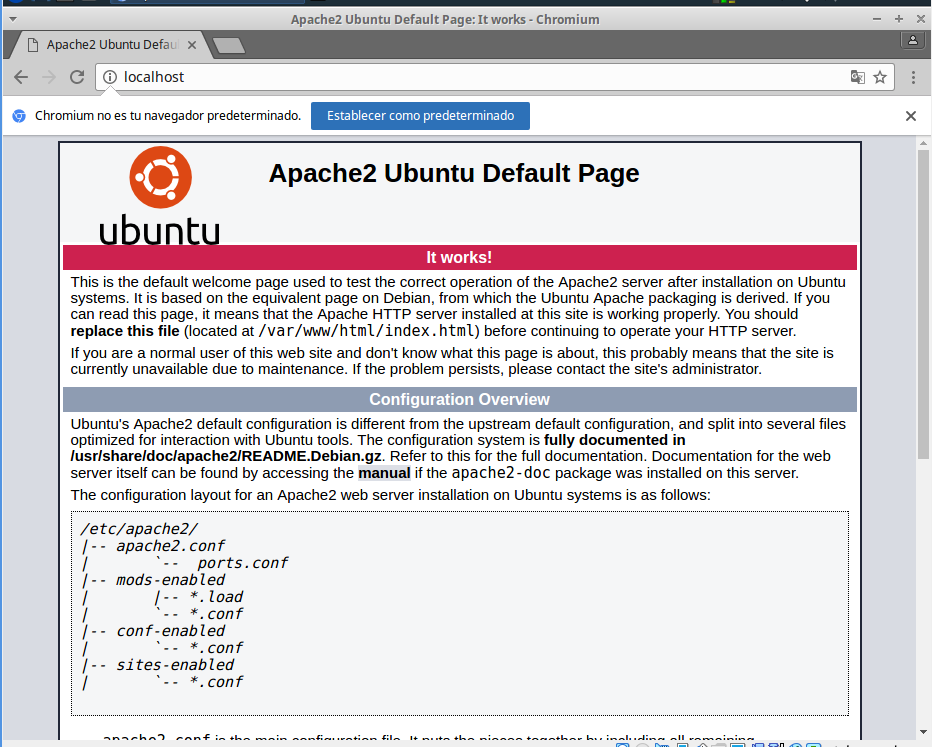 Apache2 Ubuntu Default Page: It works - Chromium
Apache2 Ubuntu Defau
localhost
Chromium no es tu navegador predeterminado.
Establecer como predeterminado
ubuntu
Apache2 Ubuntu Default Page
It works!
This is the default welcome page used to test the correct operation of the Apache2 server after installation on Ubuntu
systems. It is based on the equivalent page on Debian, from which the Ubuntu Apache packaging is derived. If you
can read this page, it means that the Apache HTTP server installed at this site is working properly. You should
replace this file (located at /var/www/html/index.html) before continuing to operate your HTTP server.
If you are a normal user of this web site and don't know what this page is about, this probably means that the site is
currently unavailable due to maintenance. If the problem persists, please contact the site's administrator.
Configuration Overview
Ubuntu's Apache2 default configuration is different from the upstream default configuration, and split into several files
optimized for interaction with Ubuntu tools. The configuration system is fully documented in
/usr/share/doc/apache2/README.Debian.gz. Refer to this for the full documentation. Documentation for the web
server itself can be found by accessing the manual if the apache2-doc package was installed on this server.
The configuration layout for an Apache2 web server installation on Ubuntu systems is as follows:
/etc/apache2/
|-- apache2.conf
|       `--  ports.conf
|-- mods-enabled
|       |-- *.load
|       `-- *.conf
|-- conf-enabled
|       `-- *.conf
|-- sites-enabled
|       `-- *.conf
apache2.conf is the main configuration file. It puts the pieces together by including all remaining